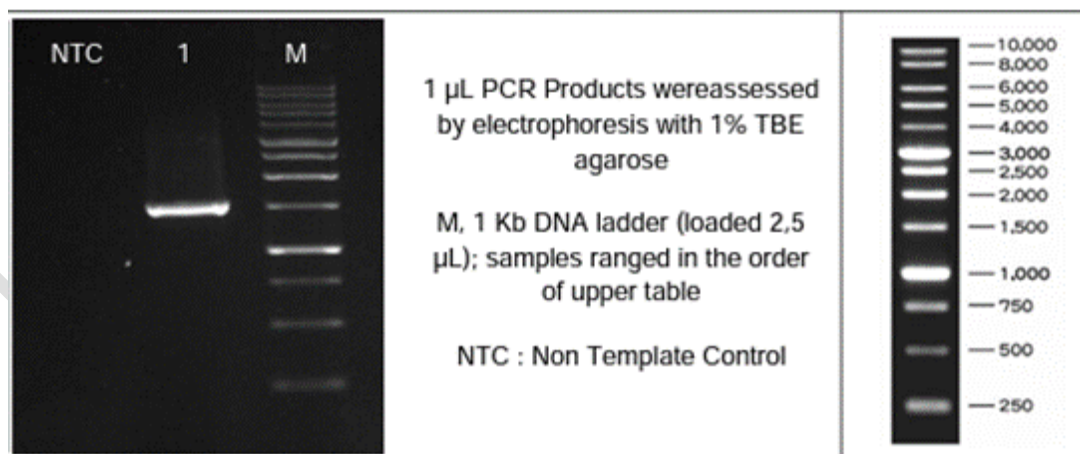 NTC 1 M
1 µL PCR Products wereassessed
by electrophoresis with 1% TBE
agarose
M, 1 Kb DNA ladder (loaded 2,5
µL); samples ranged in the order
of upper table
NTC : Non Template Control
10.000
8.000
6.000
5.000
4.000
3.000
2.500
2.000
1.500
1.000
750
500
250